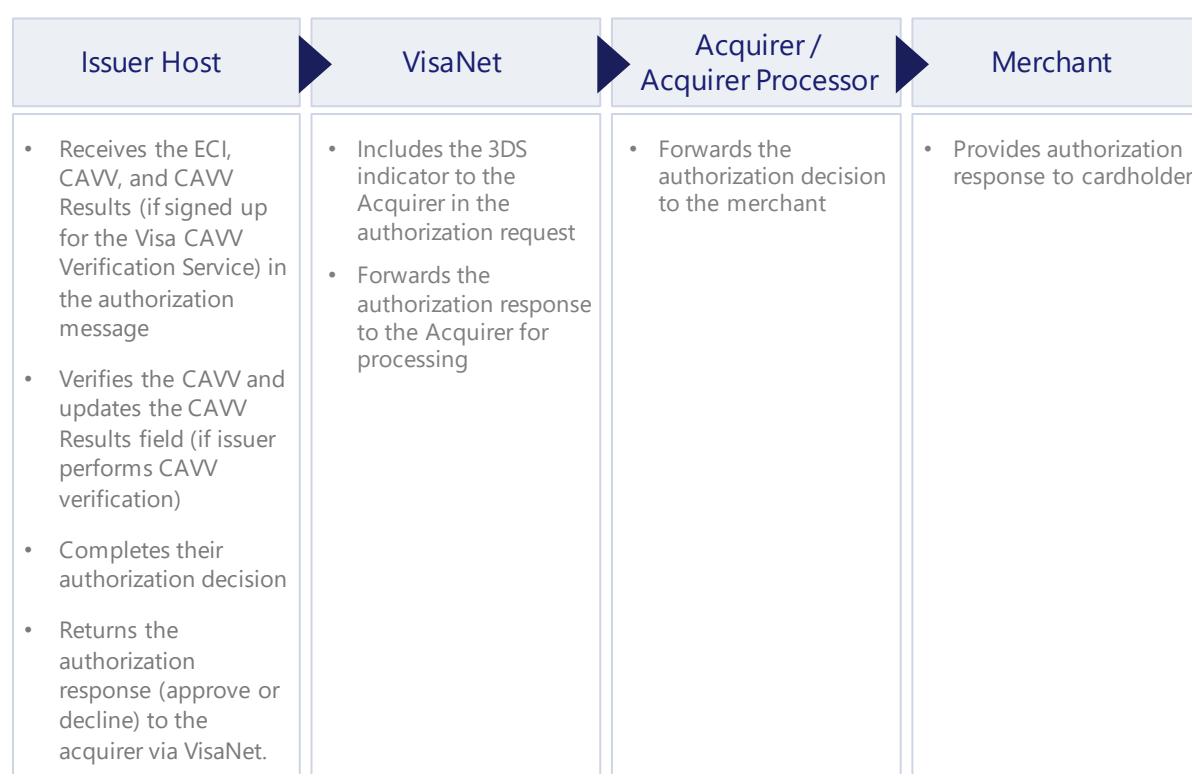 Issuer Host
VisaNet
Acquirer /
Acquirer Processor
Merchant
• Receives the ECI,
CAVV, and CAVV
Results (if signed up
for the Visa CAVV
Verification Service) in
the authorization
message
• Verifies the CAVV and
updates the CAVV
Results field (if issuer
performs CAVV
verification)
• Completes their
authorization decision
• Returns the
authorization
response (approve or
decline) to the
acquirer via VisaNet.
• Includes the 3DS
indicator to the
Acquirer in the
authorization request
• Forwards the
authorization response
to the Acquirer for
processing
• Forwards the
authorization decision
to the merchant
• Provides authorization
response to cardholder